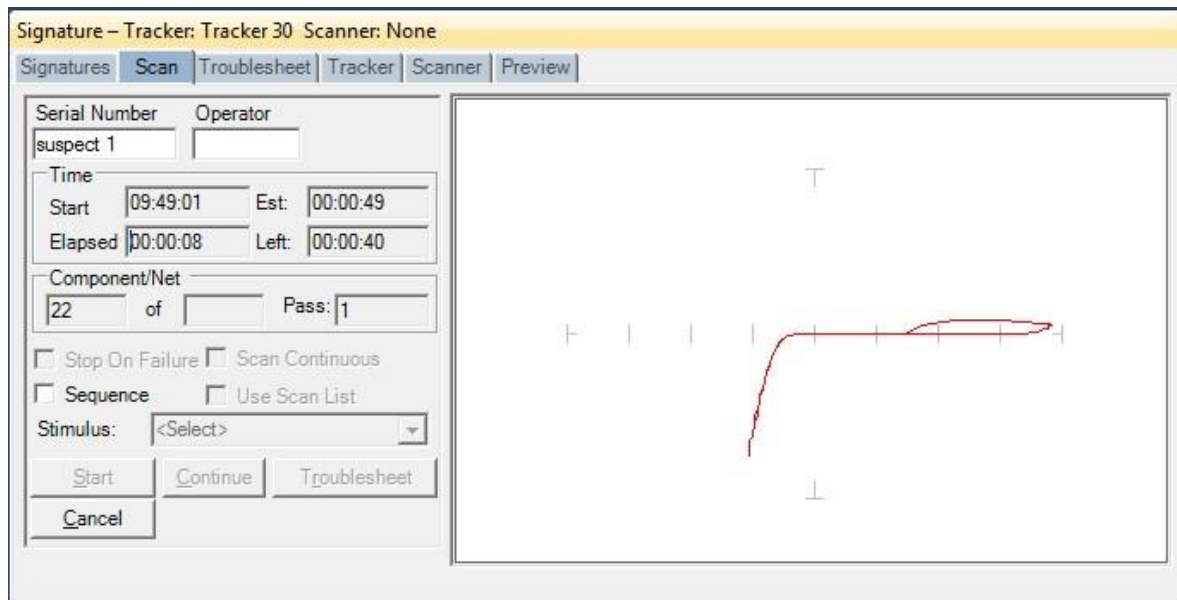 Signature – Tracker: Tracker 30 Scanner: None
Signatures Scan Troublesheet Tracker Scanner Preview
Serial Number Operator
suspect 1
Time
Start 09:49:01 Est: 00:00:49
Elapsed 00:00:08 Left: 00:00:40
Component/Net
22 of Pass: 1
Stop On Failure Scan Continuous
Sequence Use Scan List
Stimulus: <Select>
Start Continue Troublesheet
Cancel